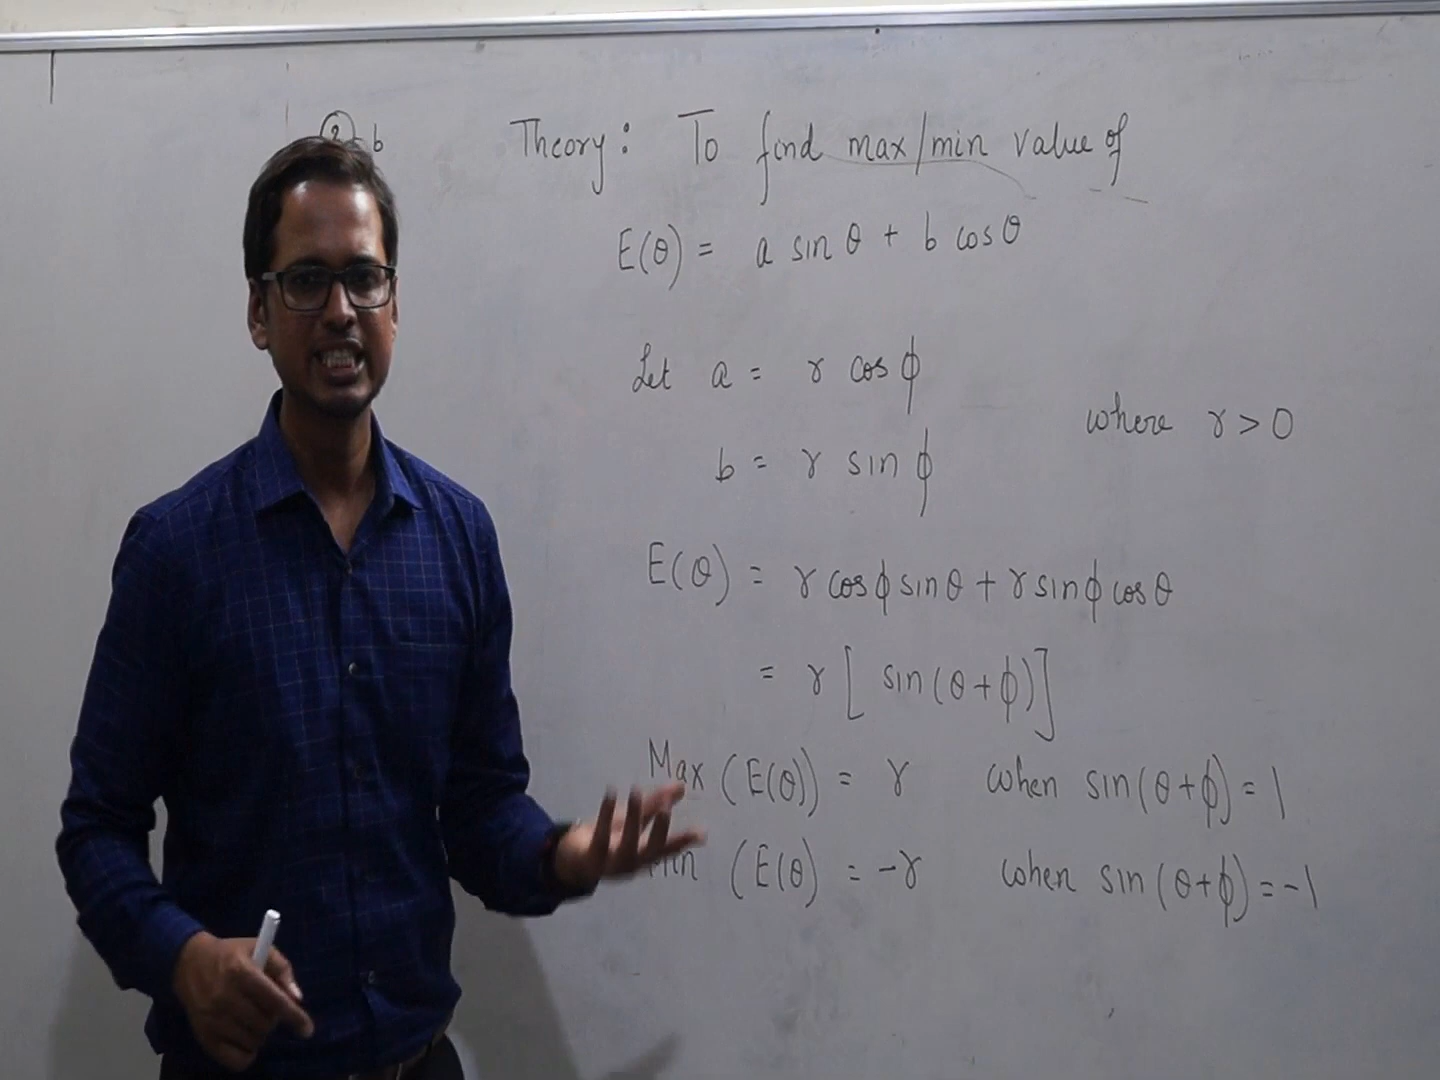 b
Theory: To find max/min value of
E(θ) = a sin θ + b cos θ
Let a = r cos ϕ
where r > 0
b = r sin ϕ
E(θ) = r cos ϕ sin θ + r sin ϕ cos θ
= r [ sin (θ + ϕ) ]
Max (E(θ)) = r when sin (θ + ϕ) = 1
Min (E(θ) = -r when sin (θ + ϕ) = -1